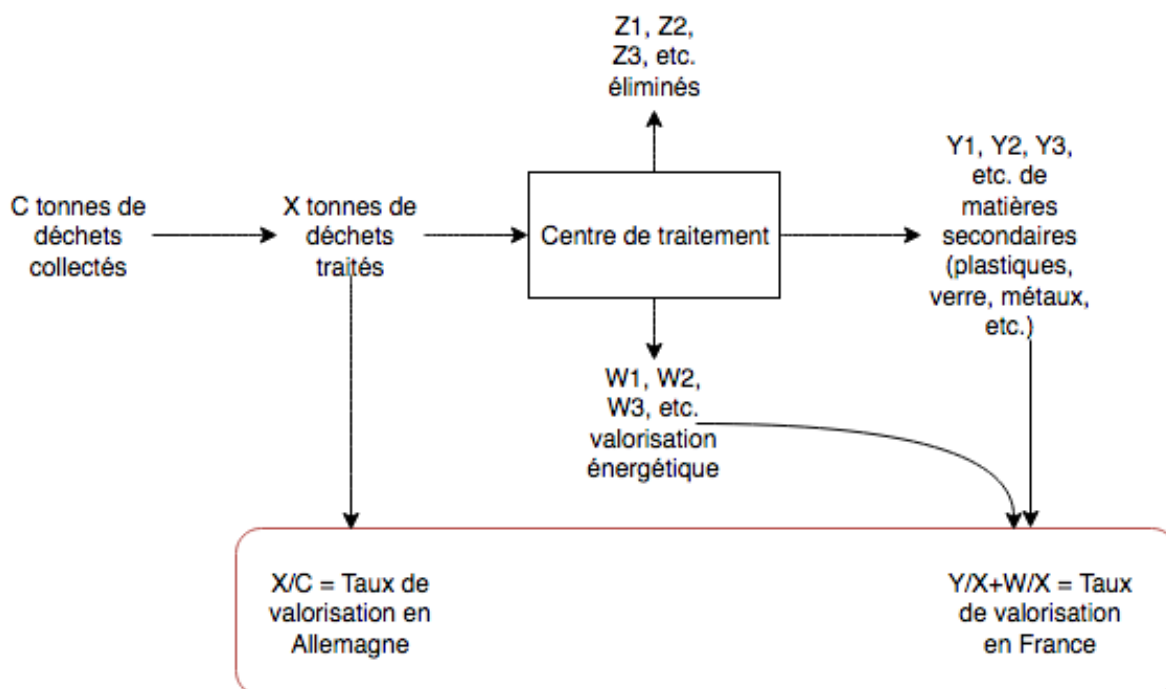 Z1, Z2,
Z3, etc.
éliminés
C tonnes de
déchets
collectés
X tonnes de
déchets
traités
Centre de traitement
Y1, Y2, Y3,
etc. de
matières
secondaires
(plastiques,
verre, métaux,
etc.)
W1, W2,
W3, etc.
valorisation
énergétique
X/C = Taux de
valorisation en
Allemagne
Y/X+W/X = Taux
de valorisation
en France